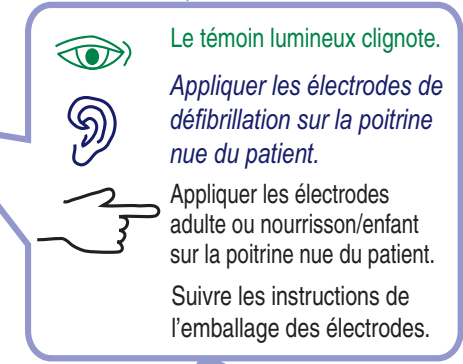 Le témoin lumineux clignote.
Appliquer les électrodes de
défibrillation sur la poitrine
nue du patient.
Appliquer les électrodes
adulte ou nourrisson/enfant
sur la poitrine nue du patient.
Suivre les instructions de
l'emballage des électrodes.